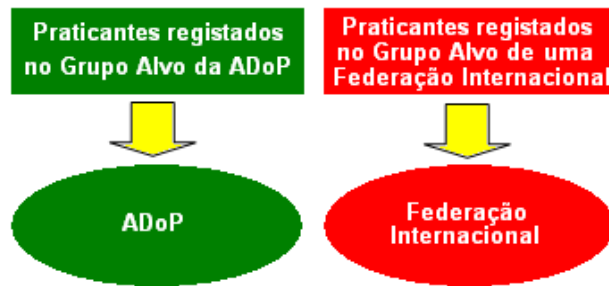 Praticantes registados
no Grupo Alvo da ADoP
Praticantes registados
no Grupo Alvo de uma
Federação Internacional
ADoP
Federação
Internacional